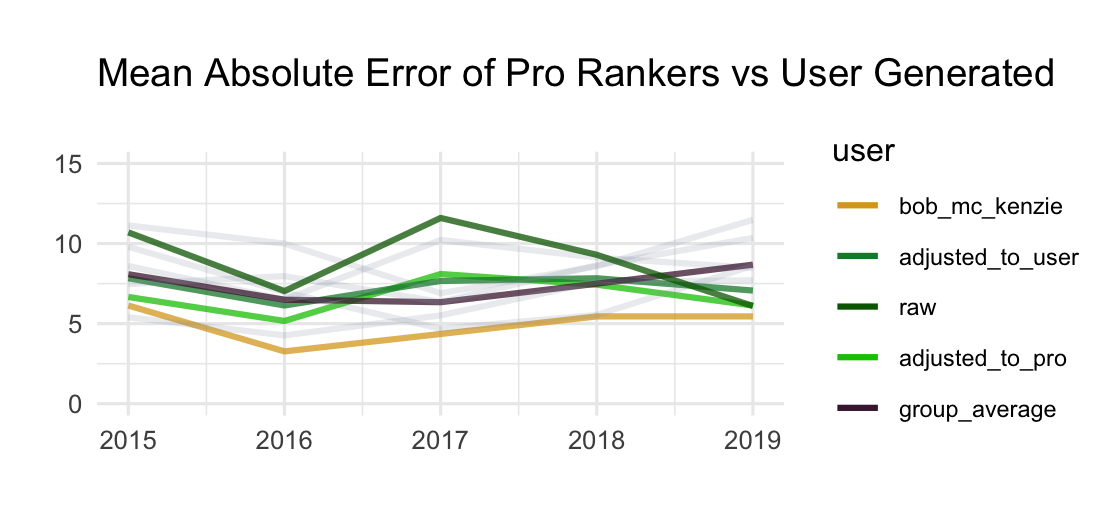 Mean Absolute Error of Pro Rankers vs User Generated
15
10
5
0
2015 2016 2017 2018 2019
user
bob_mc_kenzie
adjusted_to_user
raw
adjusted_to_pro
group_average